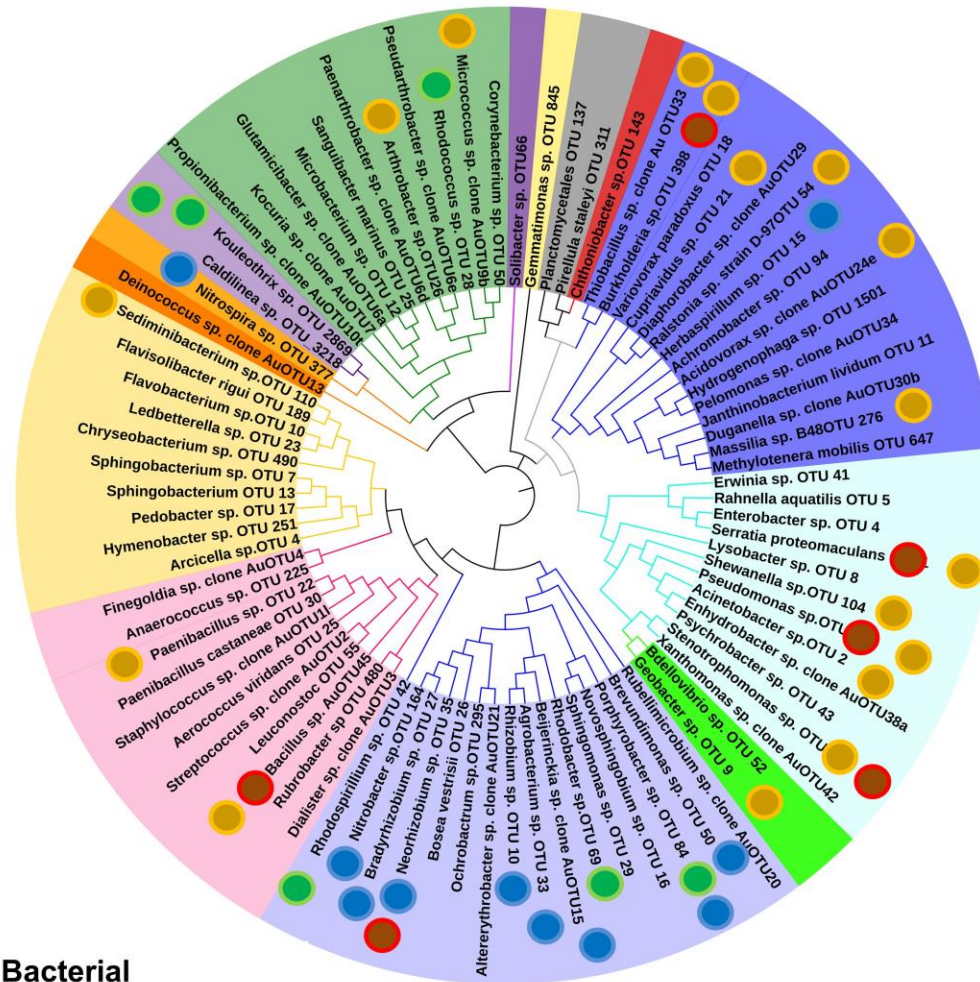 Solibacter sp. OTU66
Gemmatimonas sp. OTU 845
Planctomycetales OTU 137
Pirellula staleyi OTU 311
Chthoniobacter sp.OTU 143
Thiobacillus sp. clone Au OTU33
Burkholderia sp.OTU 398
Variovorax paradoxus OTU 18
Cupriavidus sp. OTU 21
Diaphorobacter sp. clone AuOTU29
Ralstonia sp. strain D-97OTU 54
Herbaspirillum sp. OTU 15
Achromobacter sp. OTU 94
Acidovorax sp. clone AuOTU24e
Hydrogenophaga sp. OTU 1501
Pelomonas sp. clone AuOTU34
Janthinobacterium lividum OTU 11
Duganella sp. clone AuOTU30b
Massilia sp. B48OTU 276
Methylotenera mobilis OTU 647
Erwinia sp. OTU 41
Rahnella aquatilis OTU 5
Enterobacter sp. OTU 4
Serratia proteomaculans
Lysobacter sp. OTU 8
Shewanella sp.OTU 104
Pseudomonas sp.OTU
Acinetobacter sp.OTU 2
Enhydrobacter sp. clone AuOTU38a
Psychrobacter sp. OTU 43
Stenotrophomonas sp. OTU
Xanthomonas sp. clone AuOTU42
Bdellovibrio sp. OTU 52
Geobacter sp. OTU 9
Rubellimicrobium sp. clone AuOTU20
Brevundimonas sp. OTU 50
Porphyrobacter sp. OTU 84
Novosphingobium sp. OTU 16
Sphingomonas sp. OTU 29
Rhodobacter sp.OTU 69
Beijerinckia sp. clone AuOTU15
Agrobacterium sp. OTU 33
Rhizobium sp. OTU 10
Altererythrobacter sp. clone AuOTU21
Ochrobactrum sp.OTU 295
Bosea vestrisii OTU 26
Neorhizobium sp. OTU 35
Bradyrhizobium sp. OTU 27
Nitrobacter sp.OTU 164
Rhodospirilium sp. OTU 42
Dialister sp. clone AuOTU3
Rubrobacter sp. OTU 480
Bacillus sp. AuOTU45
Leuconostoc OTU 55
Streptococcus sp. clone AuOTU2
Aerococcus viridans OTU 25
Staphylococcus sp. clone AuOTU1l
Paenibacillus castaneae OTU 30
Paenibacillus sp. OTU 22
Anaerococcus sp. OTU 225
Finegoldia sp. clone AuOTU4
Arcicella sp.OTU 4
Hymenobacter sp. OTU 251
Pedobacter sp. OTU 17
Sphingobacterium OTU 13
Sphingobacterium sp. OTU 7
Chryseobacterium sp. OTU 490
Ledbetterella sp. OTU 23
Flavobacterium sp. OTU 10
Flavisolibacter rigui OTU 189
Sediminibacterium sp.OTU 110
Deinococcus sp. clone AuOTU13
Nitrospira sp. OTU 377
Caldilinea sp. OTU 3218
Kouleothrix sp. OTU 2869
Propionibacterium sp. clone AuOTU10t
Kocuria sp. clone AuOTU7
Glutamicibacter sp. clone AuOTU6a
Microbacterium sp. OTU 12
Sanguibacter marinus OTU 25
Paenarthrobacter sp. clone AuOTU6d
Arthrobacter sp. OTU26
Pseudarthrobacter sp. clone AuOTU6e
Rhodococcus sp. OTU 28
Micrococcus sp. clone AuOTU9b
Corynebacterium sp. OTU 50
Bacterial